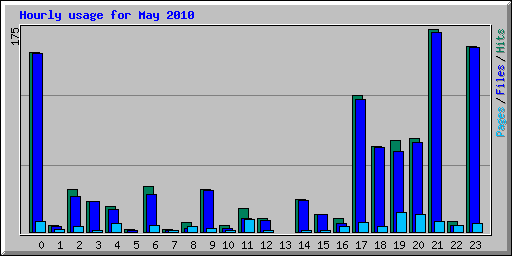 Hourly usage for May 2010
175
Pages/Files/Hits
0 1 2 3 4 5 6 7 8 9 10 11 12 13 14 15 16 17 18 19 20 21 22 23